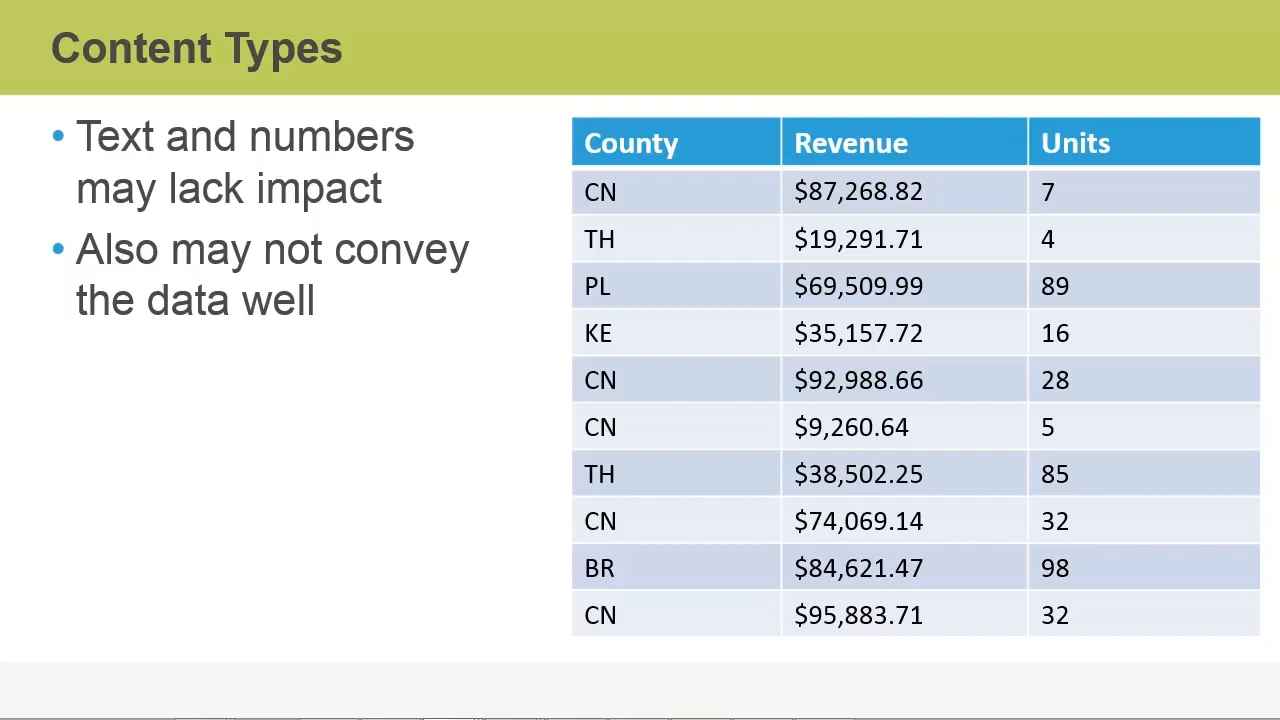 Content Types
• Text and numbers
may lack impact
• Also may not convey
the data well
County Revenue Units
CN $87,268.82 7
TH $19,291.71 4
PL $69,509.99 89
KE $35,157.72 16
CN $92,988.66 28
CN $9,260.64 5
TH $38,502.25 85
CN $74,069.14 32
BR $84,621.47 98
CN $95,883.71 32